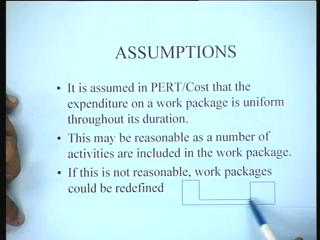 ASSUMPTIONS
• It is assumed in PERT/Cost that the
expenditure on a work package is uniform
throughout its duration.
• This may be reasonable as a number of
activities are included in the work package.
• If this is not reasonable, work packages
could be redefined